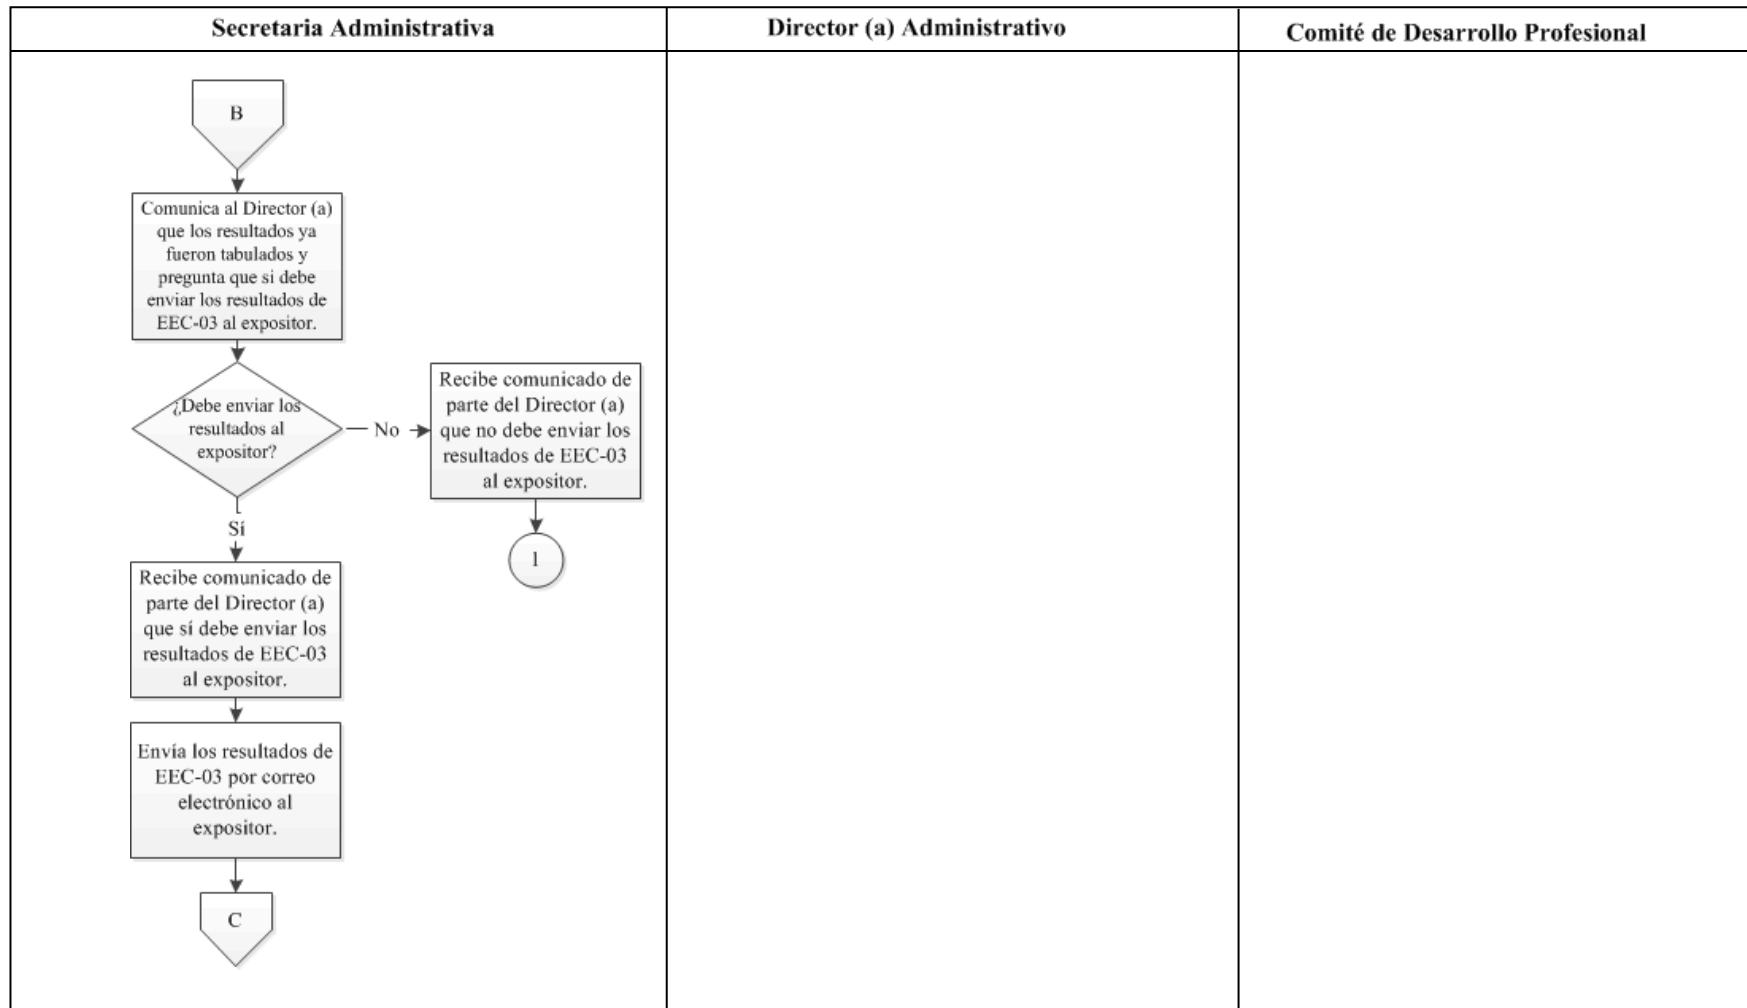 Secretaria Administrativa
Director (a) Administrativo
Comité de Desarrollo Profesional
B
Comunica al Director (a)
que los resultados ya
fueron tabulados y
pregunta que si debe
enviar los resultados de
EEC-03 al expositor.
¿Debe enviar los
resultados al
expositor?
No
Recibe comunicado de
parte del Director (a)
que no debe enviar los
resultados de EEC-03
al expositor.
1
Sí
Recibe comunicado de
parte del Director (a)
que sí debe enviar los
resultados de EEC-03
al expositor.
Envía los resultados de
EEC-03 por correo
electrónico al
expositor.
C